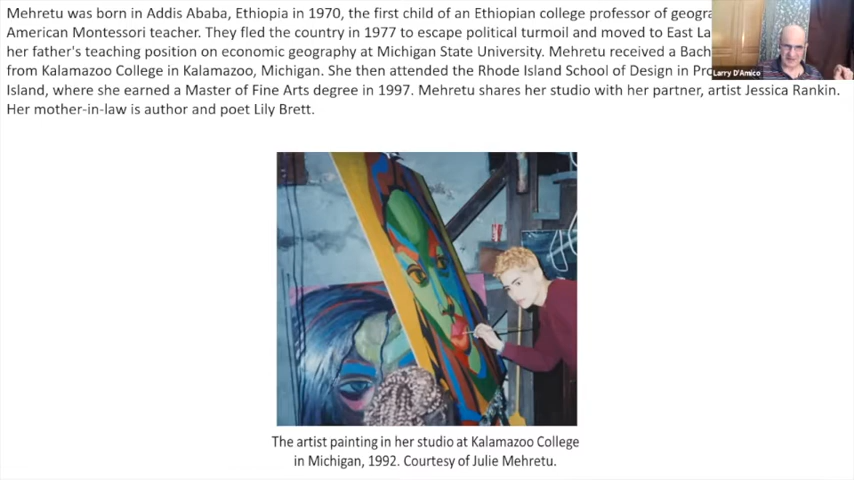 Mehretu was born in Addis Ababa, Ethiopia in 1970, the first child of an Ethiopian college professor of
American Montessori teacher. They fled the country in 1977 to escape political turmoil and moved to East
her father's teaching position on economic geography at Michigan State University. Mehretu received a
from Kalamazoo College in Kalamazoo, Michigan. She then attended the Rhode Island School of Design in
Larry D'Amico
Island, where she earned a Master of Fine Arts degree in 1997. Mehretu shares her studio with her partner, artist Jessica Rankin.
Her mother-in-law is author and poet Lily Brett.
The artist painting in her studio at Kalamazoo College
in Michigan, 1992. Courtesy of Julie Mehretu.